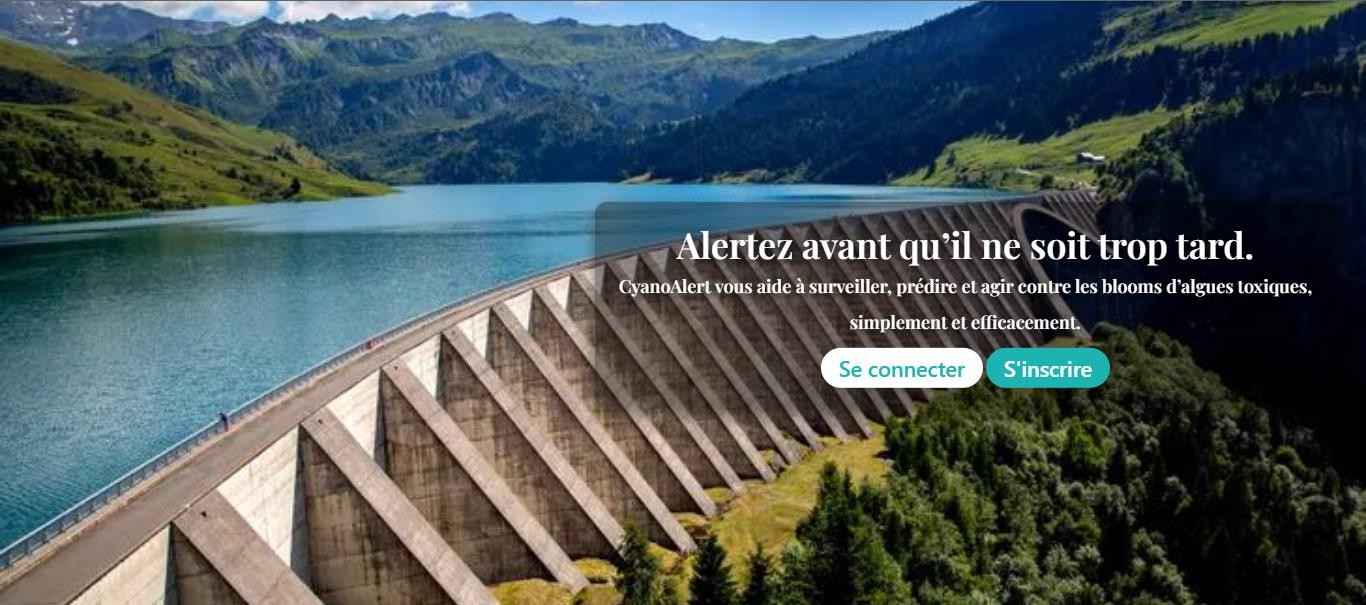 Alertez avant qu’il ne soit trop tard.
CyanoAlert vous aide à surveiller, prédire et agir contre les blooms d’algues toxiques,
simplement et efficacement.
Se connecter S'inscrire